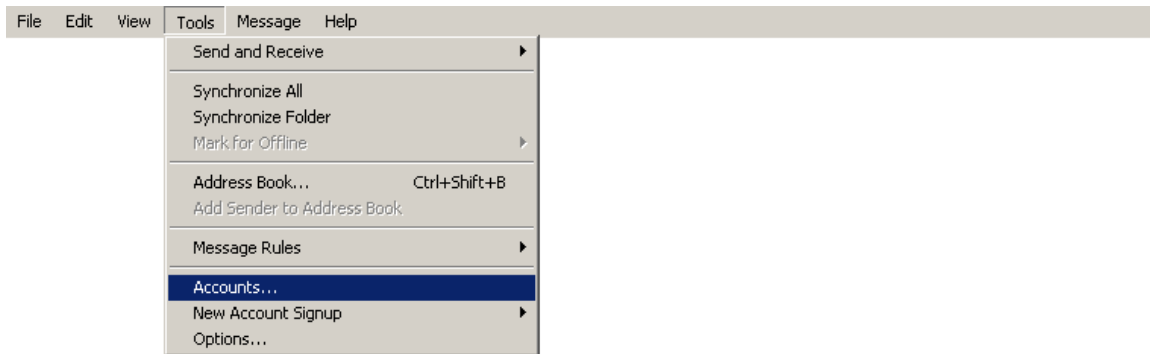 File Edit View Tools Message Help
Send and Receive
Synchronize All
Synchronize Folder
Mark for Offline
Address Book... Ctrl+Shift+B
Add Sender to Address Book
Message Rules
Accounts...
New Account Signup
Options...